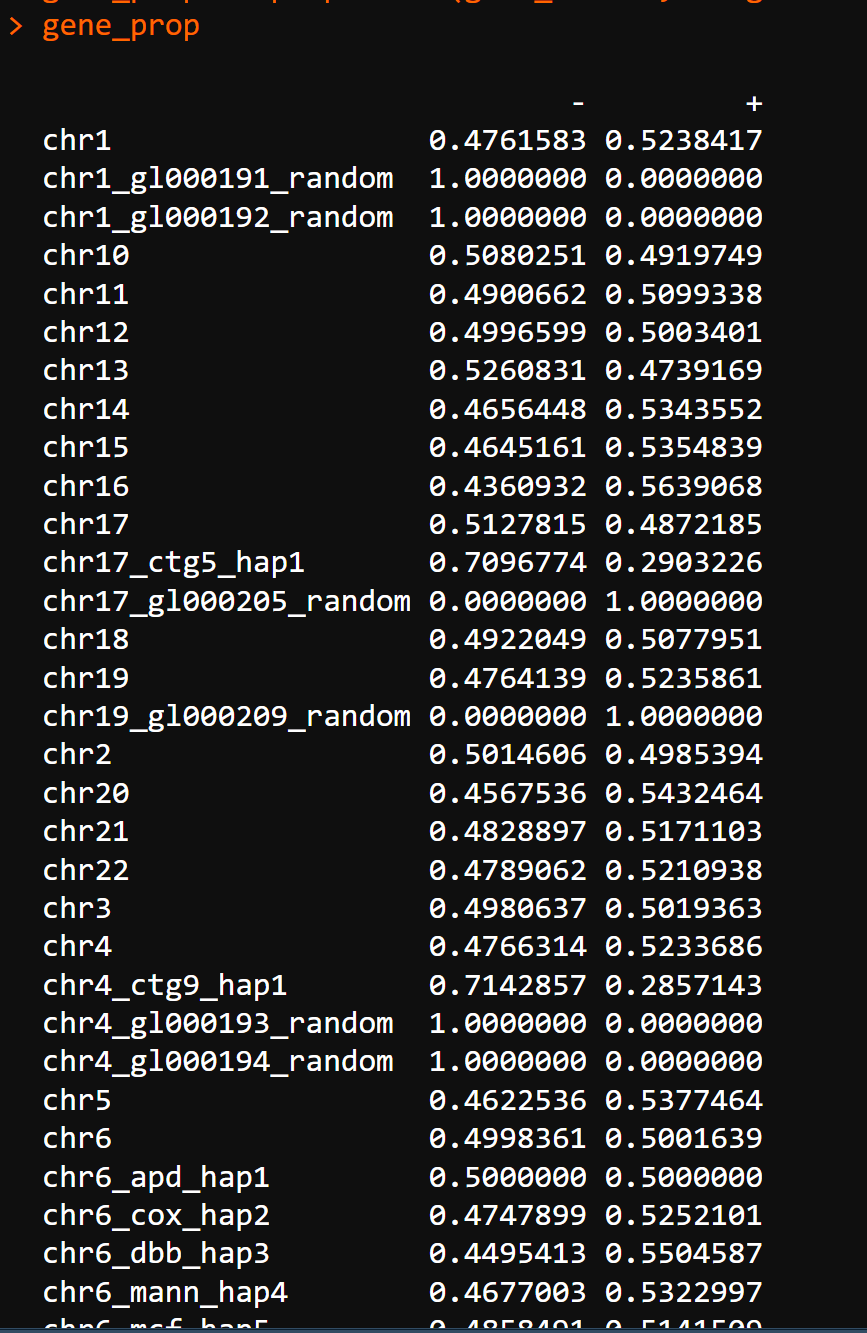 > gene_prop
- +
chr1 0.4761583 0.5238417
chr1_gl000191_random 1.0000000 0.0000000
chr1_gl000192_random 1.0000000 0.0000000
chr10 0.5080251 0.4919749
chr11 0.4900662 0.5099338
chr12 0.4996599 0.5003401
chr13 0.5260831 0.4739169
chr14 0.4656448 0.5343552
chr15 0.4645161 0.5354839
chr16 0.4360932 0.5639068
chr17 0.5127815 0.4872185
chr17_ctg5_hap1 0.7096774 0.2903226
chr17_gl000205_random 0.0000000 1.0000000
chr18 0.4922049 0.5077951
chr19 0.4764139 0.5235861
chr19_gl000209_random 0.0000000 1.0000000
chr2 0.5014606 0.4985394
chr20 0.4567536 0.5432464
chr21 0.4828897 0.5171103
chr22 0.4789062 0.5210938
chr3 0.4980637 0.5019363
chr4 0.4766314 0.5233686
chr4_ctg9_hap1 0.7142857 0.2857143
chr4_gl000193_random 1.0000000 0.0000000
chr4_gl000194_random 1.0000000 0.0000000
chr5 0.4622536 0.5377464
chr6 0.4998361 0.5001639
chr6_apd_hap1 0.5000000 0.5000000
chr6_cox_hap2 0.4747899 0.5252101
chr6_dbb_hap3 0.4495413 0.5504587
chr6_mann_hap4 0.4677003 0.5322997
chr6_mcf_hap5 0.4858491 0.5141509